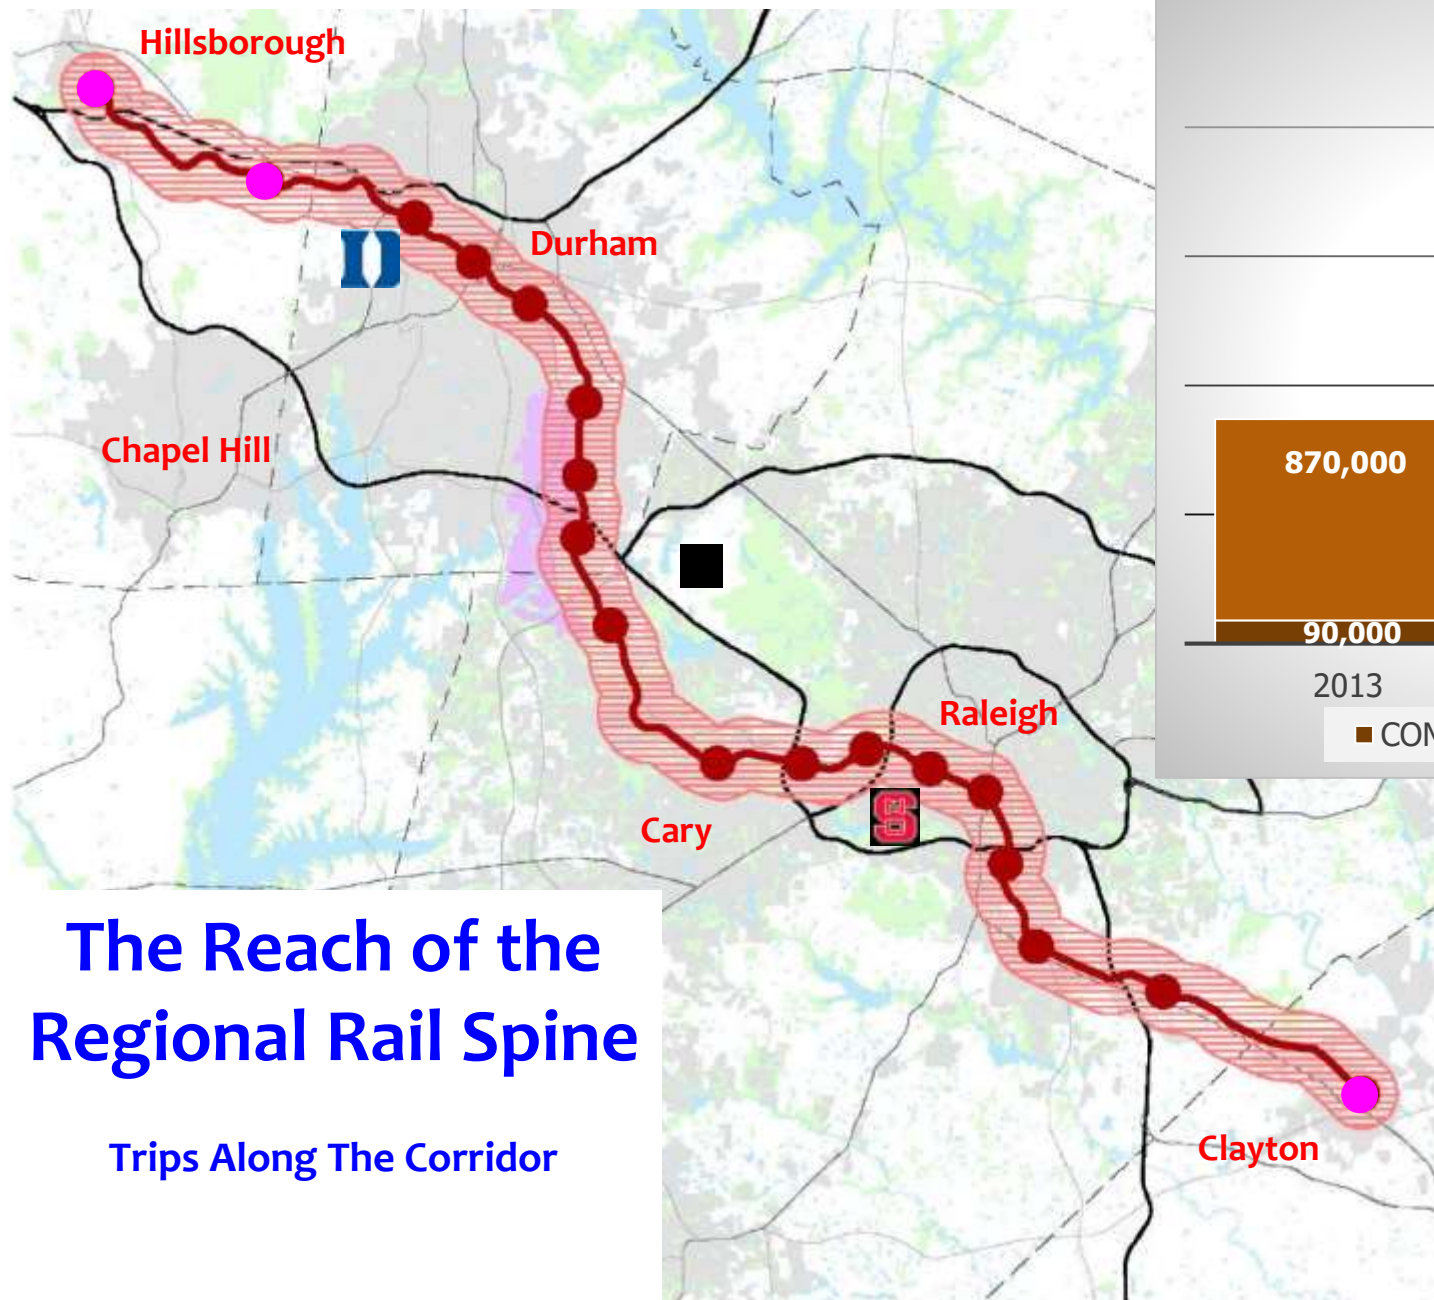 Hillsborough
Durham
Chapel Hill
Raleigh
Cary
Clayton
S
The Reach of the
Regional Rail Spine
Trips Along The Corridor
870,000
90,000
2013
COM